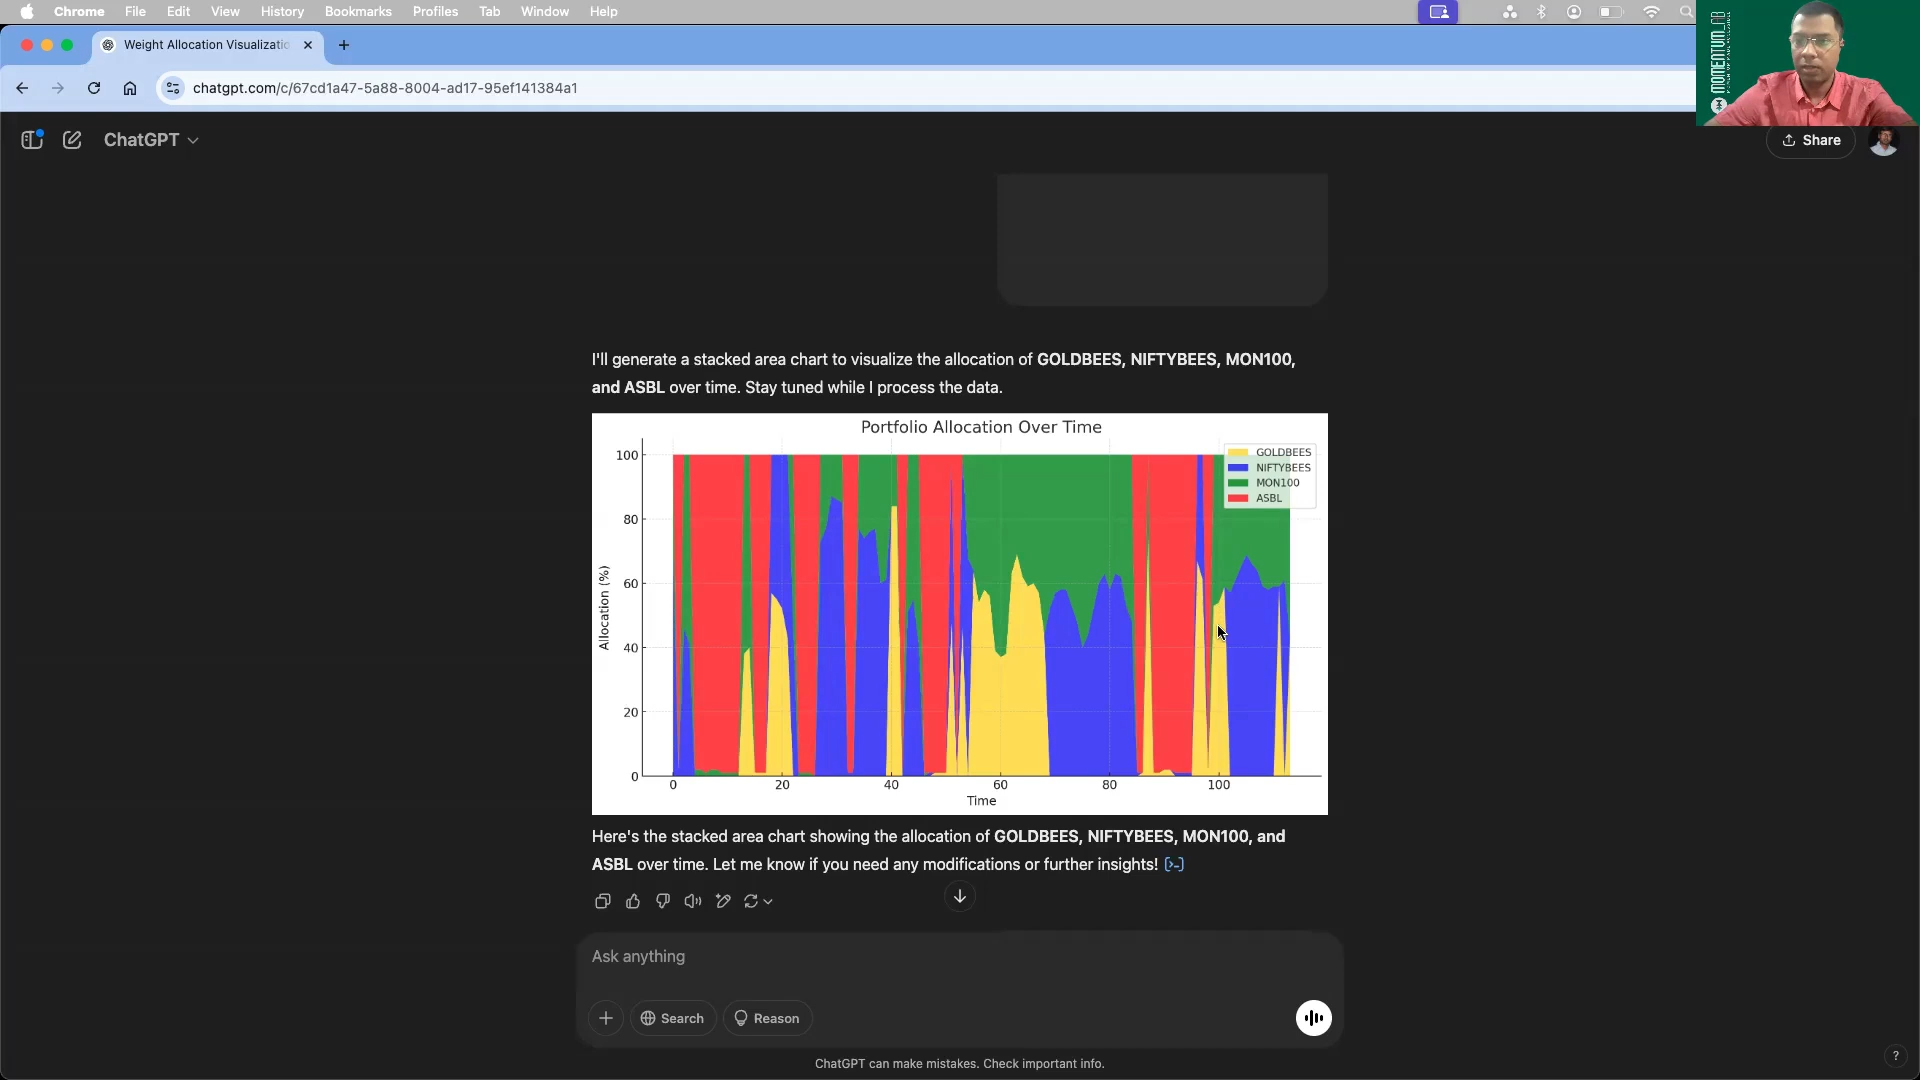 Chrome File Edit View History Bookmarks Profiles Tab Window Help
Weight Allocation Visualizatio
chatgpt.com/c/67cd1a47-5a88-8004-ad17-95ef141384a1
MOMENTUM_LAB
ChatGPT
Share
I'll generate a stacked area chart to visualize the allocation of GOLDBEES, NIFTYBEES, MON100,
and ASBL over time. Stay tuned while I process the data.
Portfolio Allocation Over Time
GOLDBEES
NIFTYBEES
MON100
ASBL
100
80
60
40
20
0
Allocation (%)
0 20 40 60 80 100
Time
Here's the stacked area chart showing the allocation of GOLDBEES, NIFTYBEES, MON100, and
ASBL over time. Let me know if you need any modifications or further insights!
Ask anything
Search
Reason
ChatGPT can make mistakes. Check important info.
?